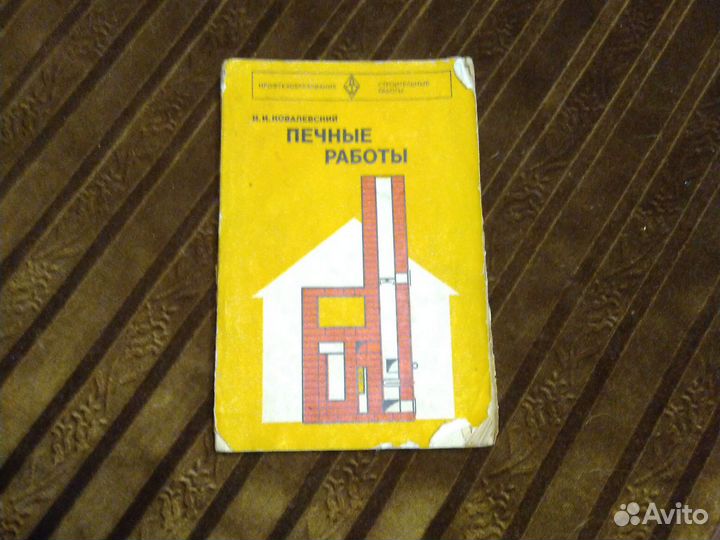 ПРОФТЕХОБРАЗОВАНИЕ
СТРОИТЕЛЬНЫЕ
РАБОТЫ
И.И.КОВАЛЕВСКИЙ
ПЕЧНЫЕ
РАБОТЫ
Avito